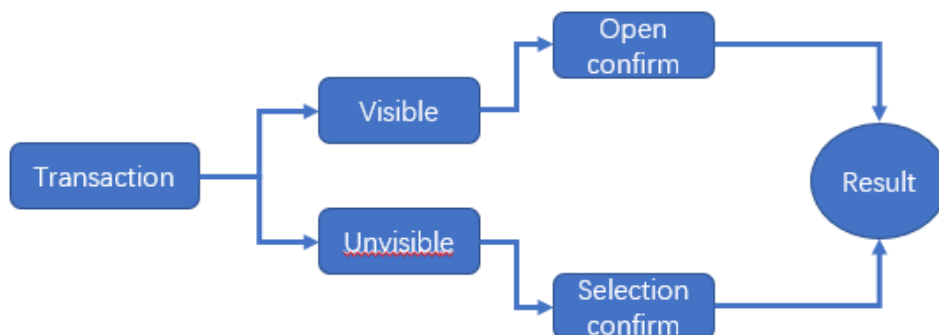 Open
confirm
Visible
Transaction
Result
Unvisible
Selection
confirm